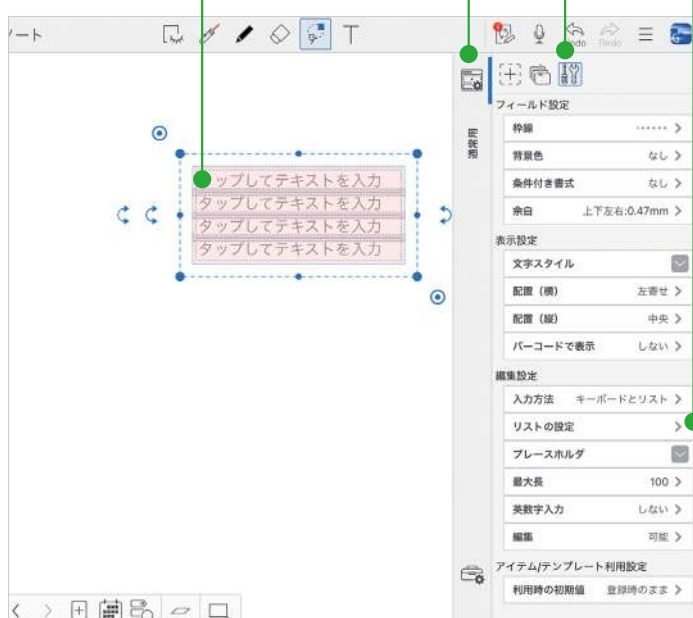 ート
T
Undo
Redo
フィールド設定
枠線
背景色 なし
条件付き書式 なし
余白 上下左右:0.47mm
表示設定
文字スタイル
配置（横） 左寄せ
配置（縦） 中央
バーコードで表示 しない
編集設定
入力方法 キーボードとリスト
リストの設定
プレースホルダ
最大長 100
英数字入力 しない
編集 可能
アイテム/テンプレート利用設定
利用時の初期値 登録時のまま
タップしてテキストを入力
タップしてテキストを入力
タップしてテキストを入力
タップしてテキストを入力